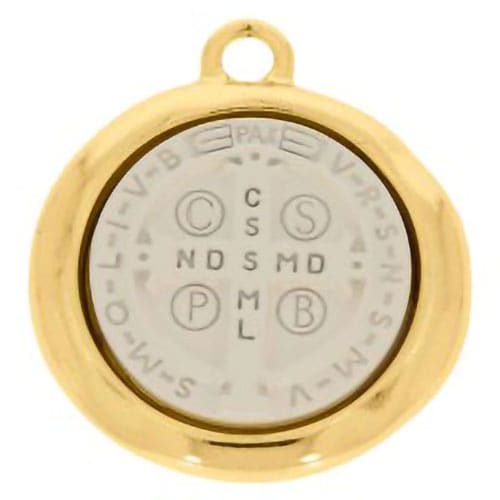 PAX
V-R-S-N-S-M-V
S-M-Q-L-I-V-B
C S
C
S
S
N D S M D
M
L
P B